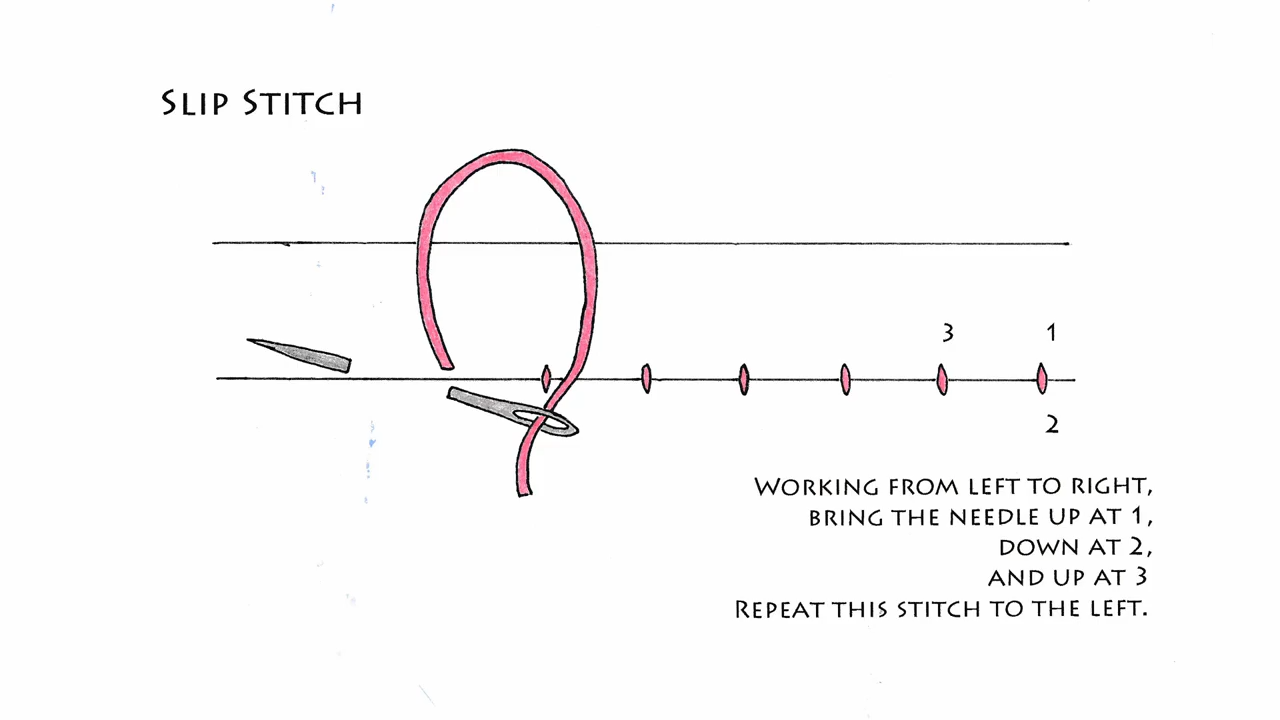 Slip Stitch
3 1
2
Working from left to right,
bring the needle up at 1,
down at 2,
and up at 3
Repeat this stitch to the left.